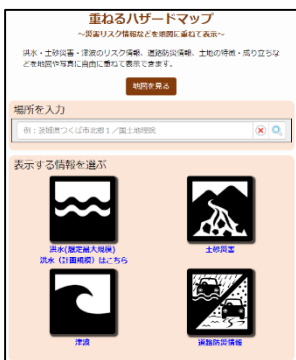 重ねるハザードマップ
～災害リスク情報などを地図に重ねて表示～
洪水・土砂災害・津波のリスク情報、道路防災情報、土地の特徴・成り立ちな
どを地図や写真に自由に重ねて表示できます。
地図を見る
場所を入力
例：茨城県つくば市北郷1／国土地理院
表示する情報を選ぶ
洪水(想定最大規模)
洪水（計画規模）はこちら
土砂災害
津波
道路防災情報